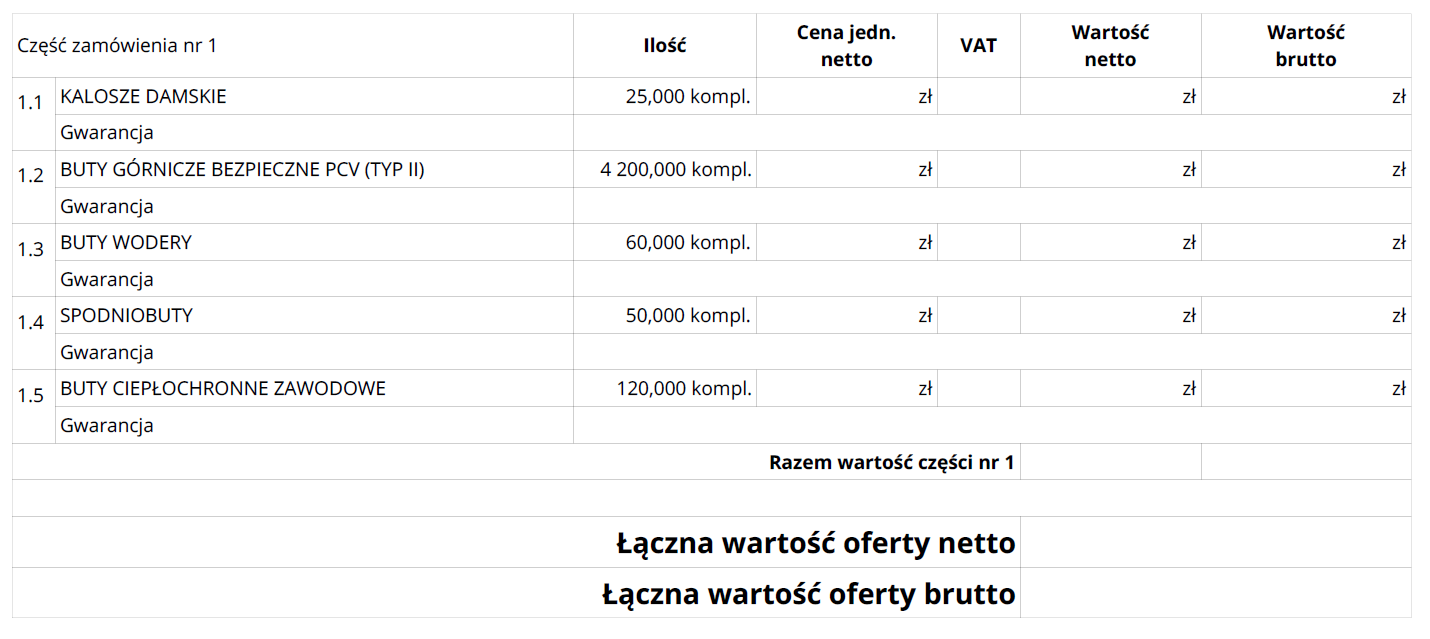 Część zamówienia nr 1 Ilość Cena jedn. netto VAT Wartość netto Wartość brutto
1.1 KALOSZE DAMSKIE 25,000 kompl. zł zł zł
Gwarancja
1.2 BUTY GÓRNICZE BEZPIECZNE PCV (TYP II) 4 200,000 kompl. zł zł zł
Gwarancja
1.3 BUTY WODERY 60,000 kompl. zł zł zł
Gwarancja
1.4 SPODNIOBUTY 50,000 kompl. zł zł zł
Gwarancja
1.5 BUTY CIEPŁOCHRONNE ZAWODOWE 120,000 kompl. zł zł zł
Gwarancja
Razem wartość części nr 1
Łączna wartość oferty netto
Łączna wartość oferty brutto